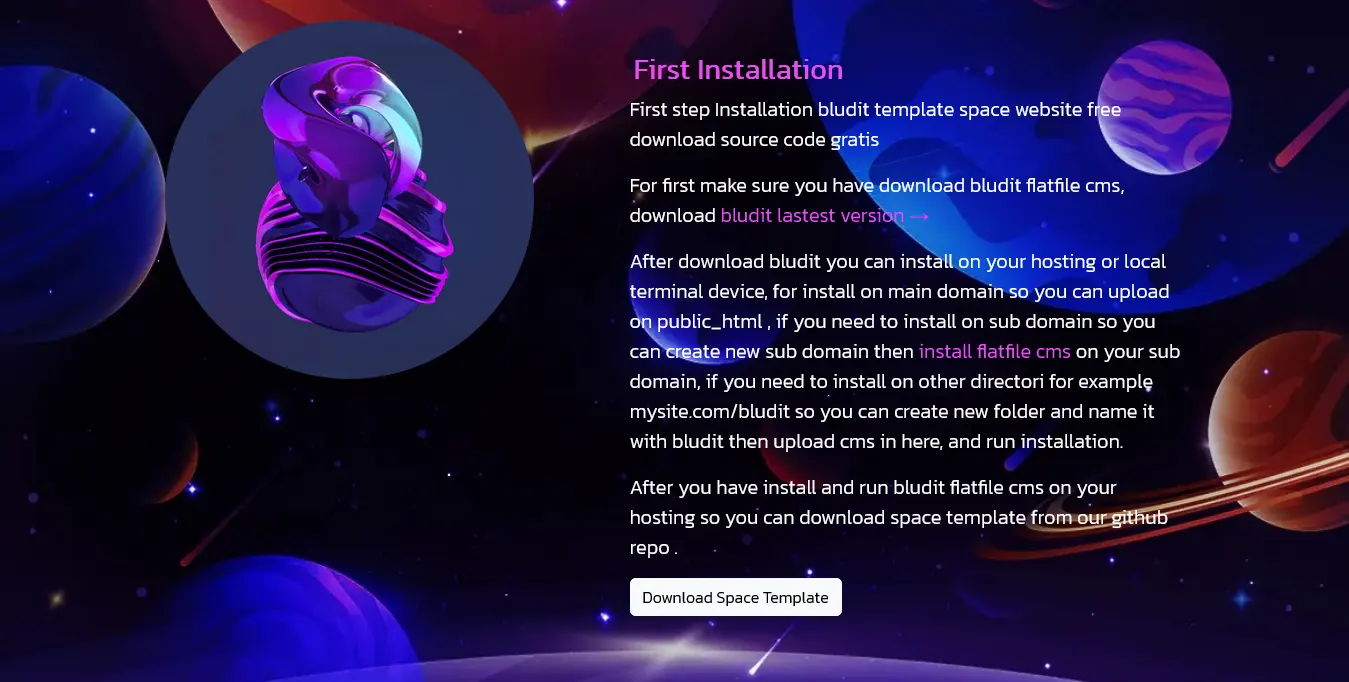 First Installation
First step Installation bludit template space website free
download source code gratis
For first make sure you have download bludit flatfile cms,
download bludit lastest version →
After download bludit you can install on your hosting or local
terminal device, for install on main domain so you can upload
on public_html , if you need to install on sub domain so you
can create new sub domain then install flatfile cms on your sub
domain, if you need to install on other directori for example
mysite.com/bludit so you can create new folder and name it
with bludit then upload cms in here, and run installation.
After you have install and run bludit flatfile cms on your
hosting so you can download space template from our github
repo .
Download Space Template